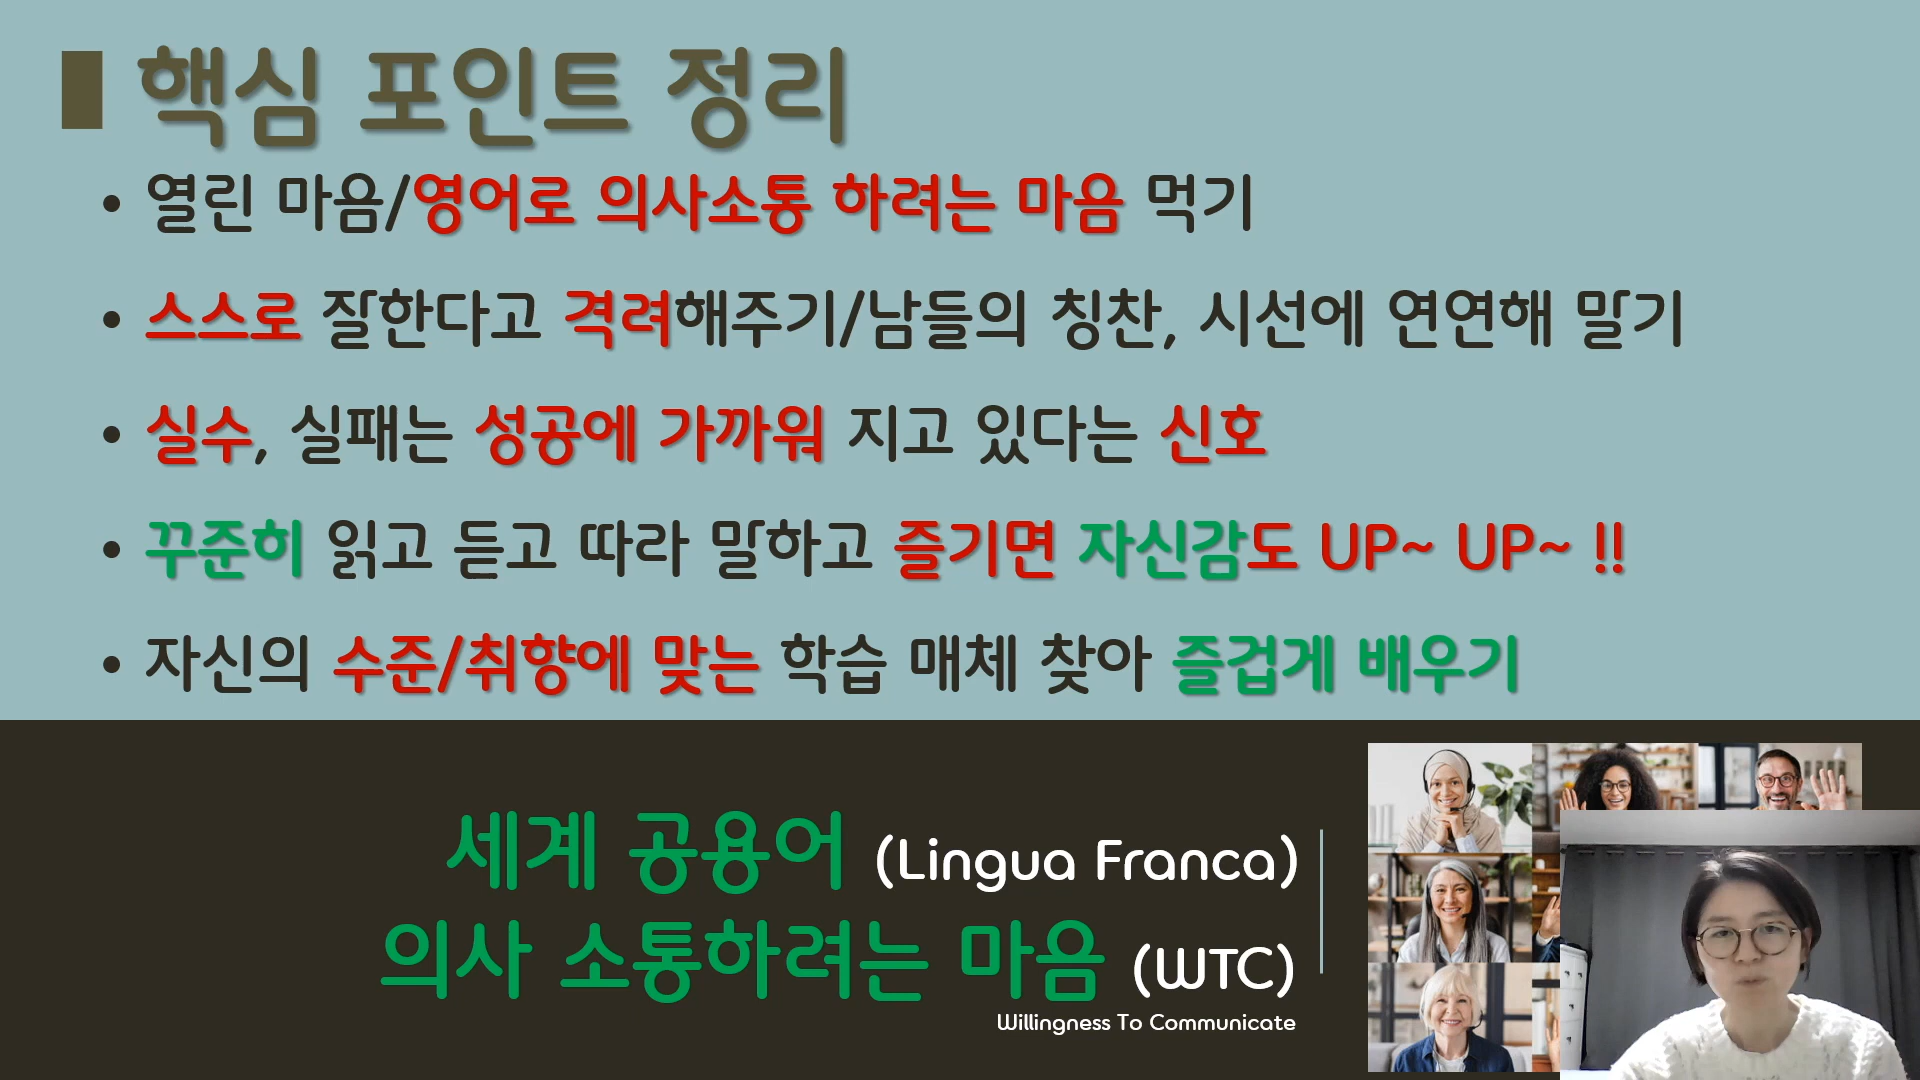 핵심 포인트 정리
• 열린 마음/영어로 의사소통 하려는 마음 먹기
• 스스로 잘한다고 격려해주기/남들의 칭찬, 시선에 연연해 말기
• 실수, 실패는 성공에 가까워 지고 있다는 신호
• 꾸준히 읽고 듣고 따라 말하고 즐기면 자신감도 UP~ UP~ !!
• 자신의 수준/취향에 맞는 학습 매체 찾아 즐겁게 배우기
세계 공용어 (Lingua Franca)
의사 소통하려는 마음 (WTC)
Willingness To Communicate